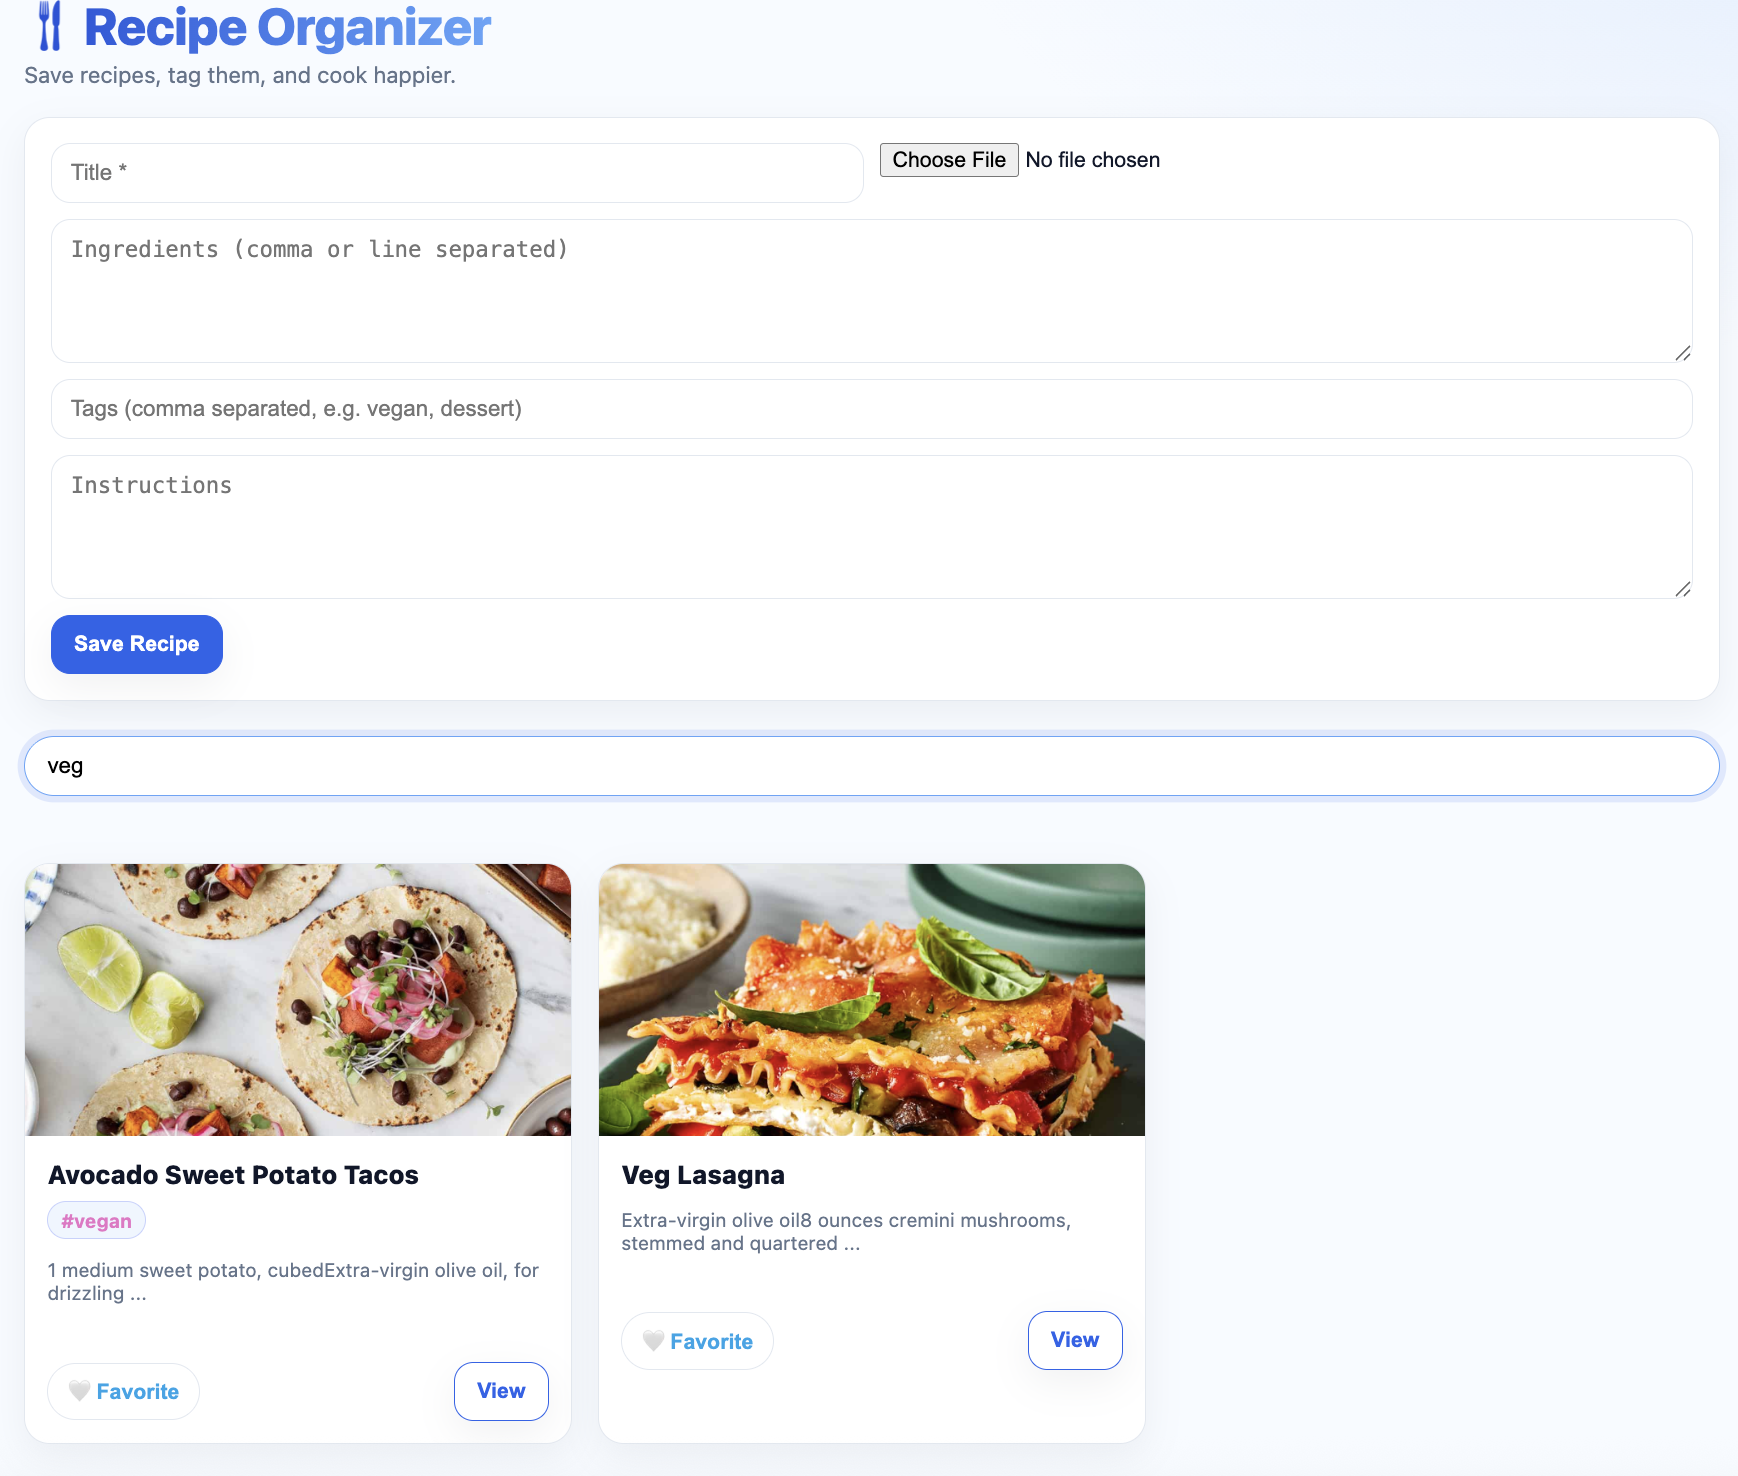 Recipe Organizer
Save recipes, tag them, and cook happier.
Title *
Choose File No file chosen
Ingredients (comma or line separated)
Tags (comma separated, e.g. vegan, dessert)
Instructions
Save Recipe
veg
Avocado Sweet Potato Tacos
#vegan
1 medium sweet potato, cubedExtra-virgin olive oil, for
drizzling ...
Favorite
View
Veg Lasagna
Extra-virgin olive oil8 ounces cremini mushrooms,
stemmed and quartered ...
Favorite
View